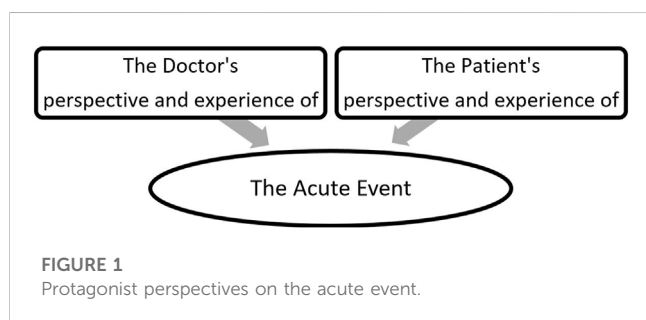 The Doctor's
perspective and experience of
The Patient's
perspective and experience of
The Acute Event
FIGURE 1
Protagonist perspectives on the acute event.